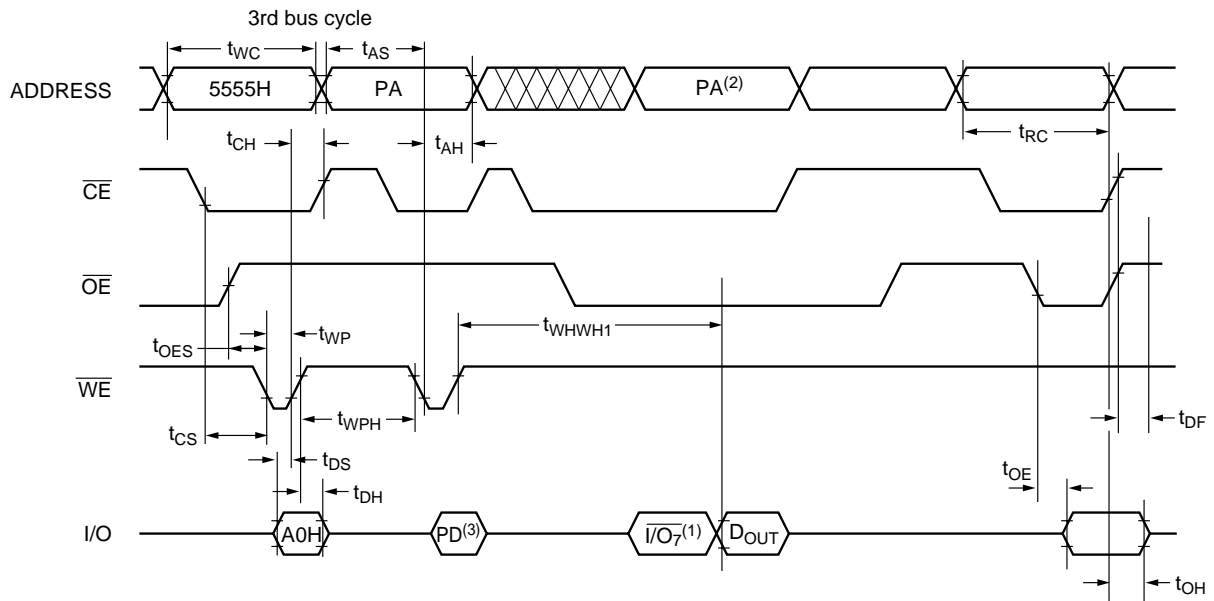 3rd bus cycle
tWC tAS
ADDRESS 5555H PA PA(2)
tCH tAH tRC
CE
OE
tWHWH1
tWP
tOES
WE
tWPH tDF
tCS
tDS tOE
tDH
I/O A0H PD(3) I/O7(1) DOUT
tOH